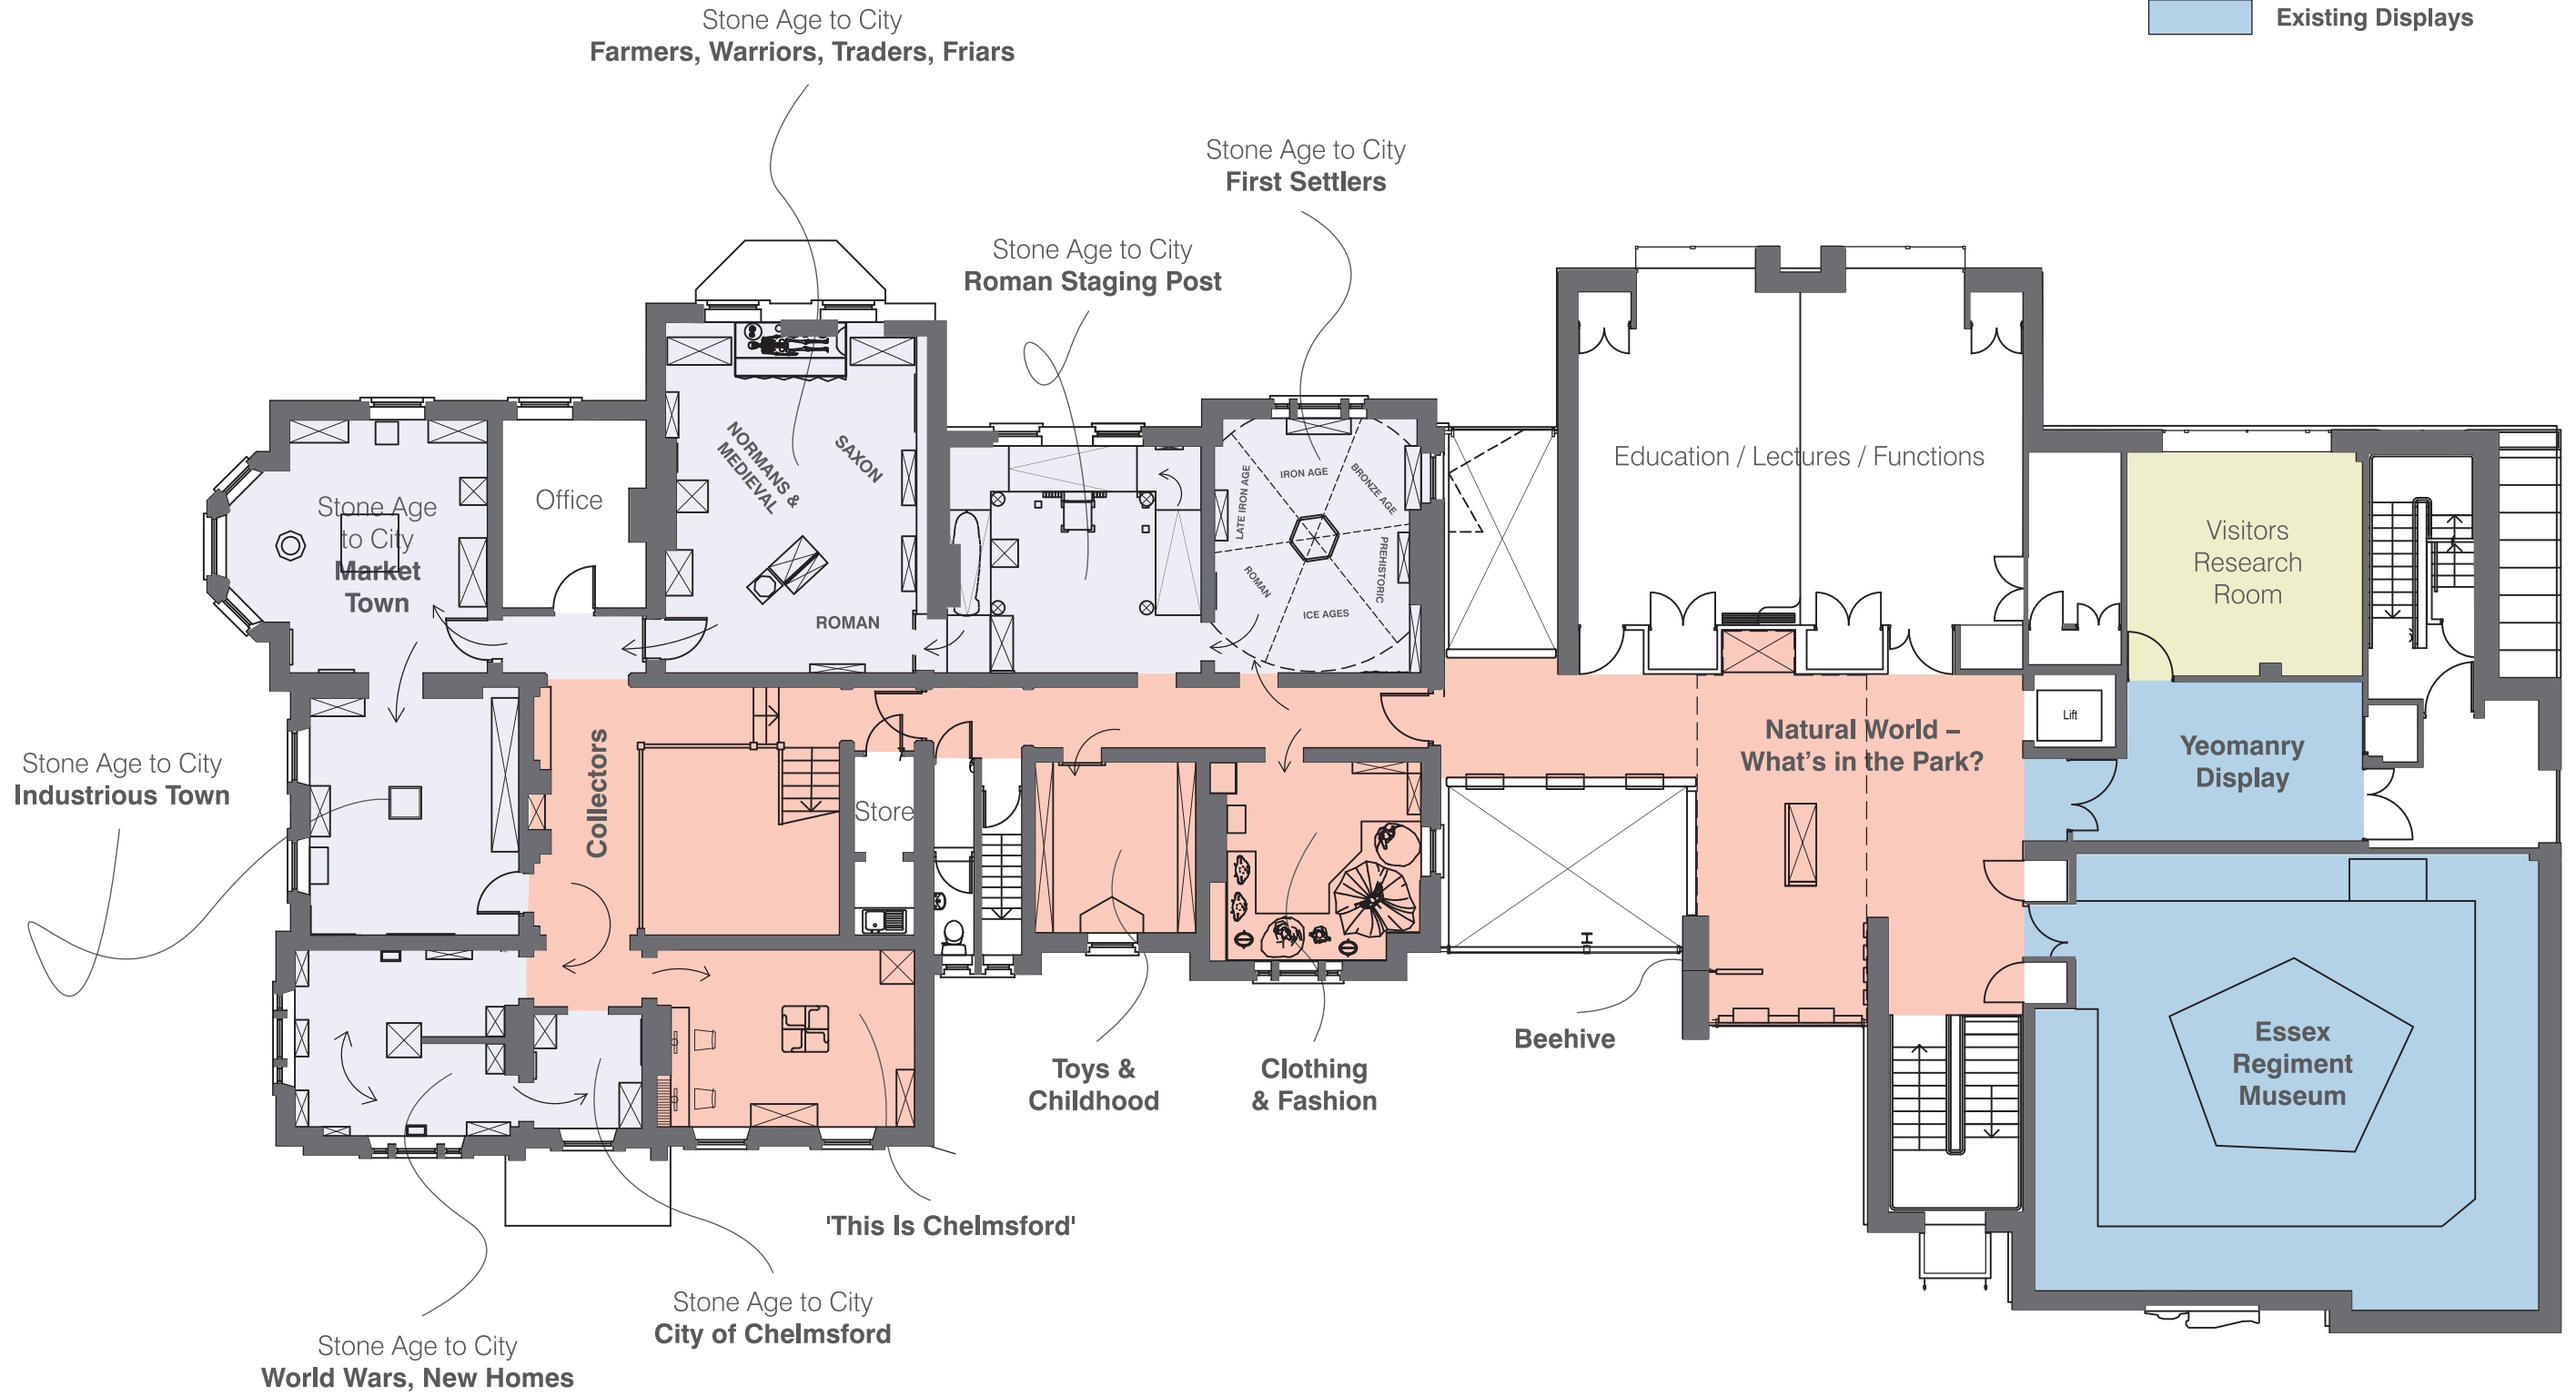 Stone Age to City
Farmers, Warriors, Traders, Friars
Existing Displays
Stone Age to City
First Settlers
Stone Age to City
Roman Staging Post
Stone Age
to City
Market
Town
Office
NORMANS &
MEDIEVAL
SAXON
ROMAN
LATE IRON AGE
IRON AGE
BRONZE AGE
PREHISTORIC
ICE AGES
ROMAN
Education / Lectures / Functions
Visitors
Research
Room
Stone Age to City
Industrious Town
Collectors
Store
Natural World –
What's in the Park?
Lift
Yeomanry
Display
Toys &
Childhood
Clothing
& Fashion
Beehive
Essex
Regiment
Museum
'This Is Chelmsford'
Stone Age to City
City of Chelmsford
Stone Age to City
World Wars, New Homes